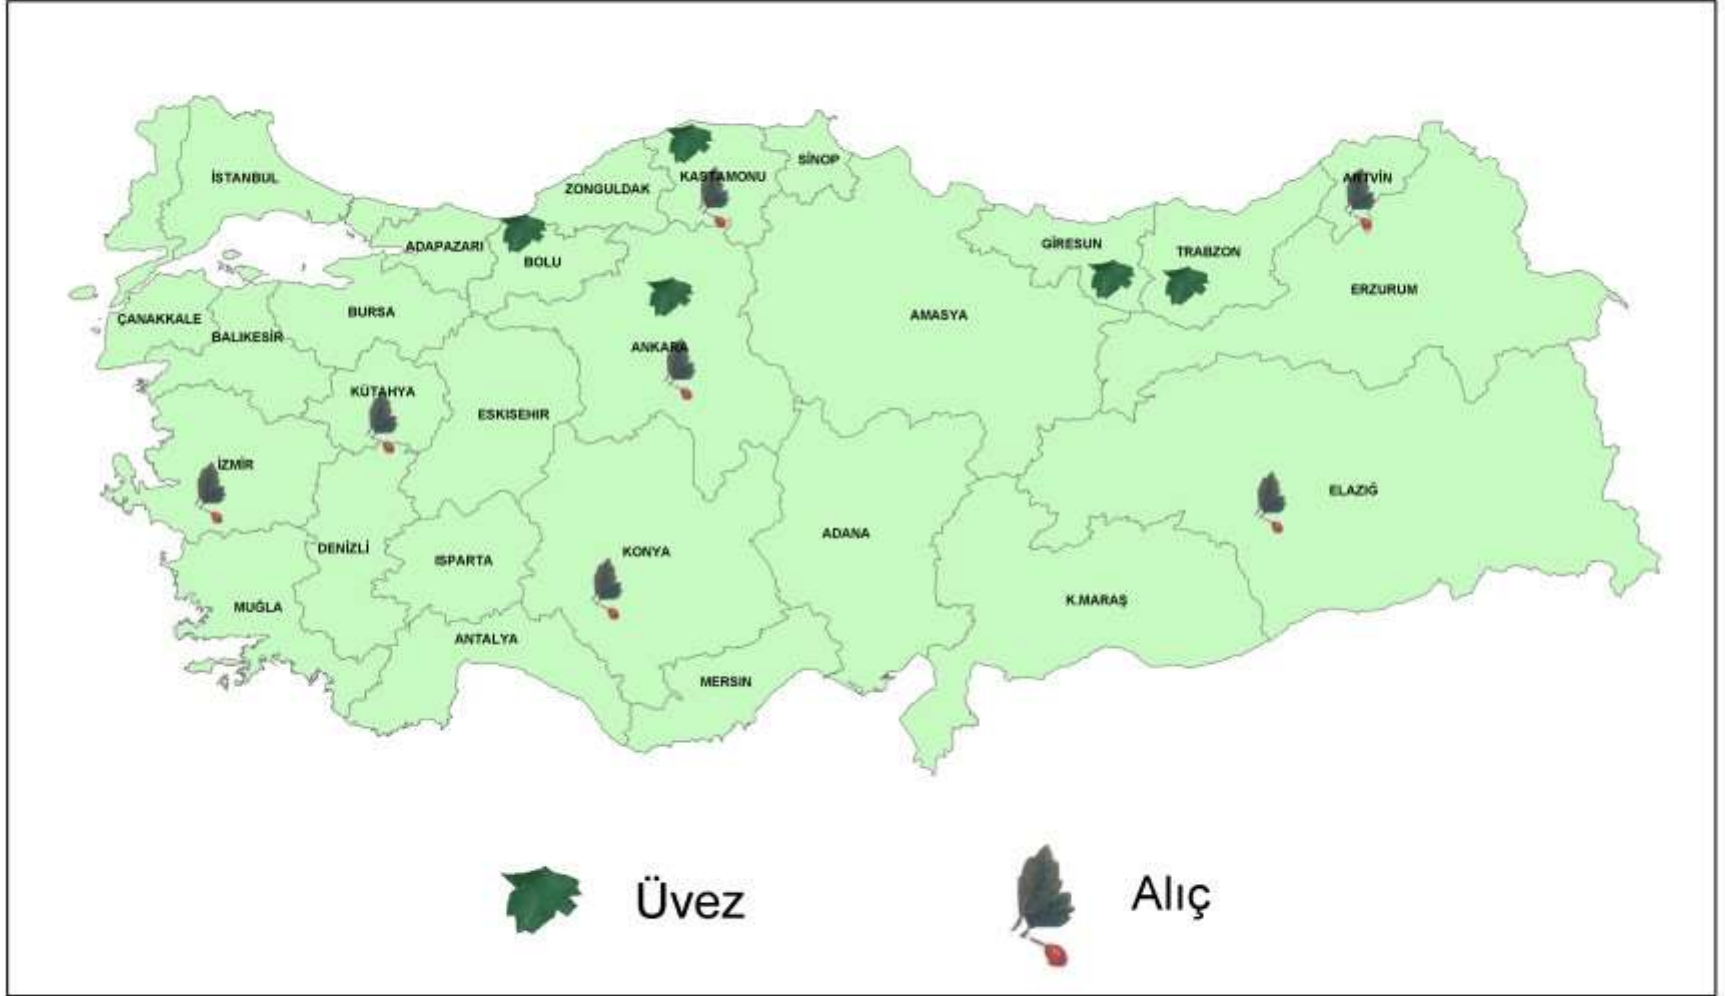 SİNOP
KASTAMONU
İSTANBUL
ZONGULDAK
ARTVİN
ADAPAZARI
BOLU
GİRESUN
TRABZON
ERZURUM
ÇANAKKALE
BURSA
AMASYA
BALIKESİR
ANKARA
KÜTAHYA
ESKISEHIR
İZMİR
ELAZIĞ
ADANA
DENİZLİ
KONYA
ISPARTA
K.MARAŞ
MUĞLA
ANTALYA
MERSIN
Üvez
Alıç